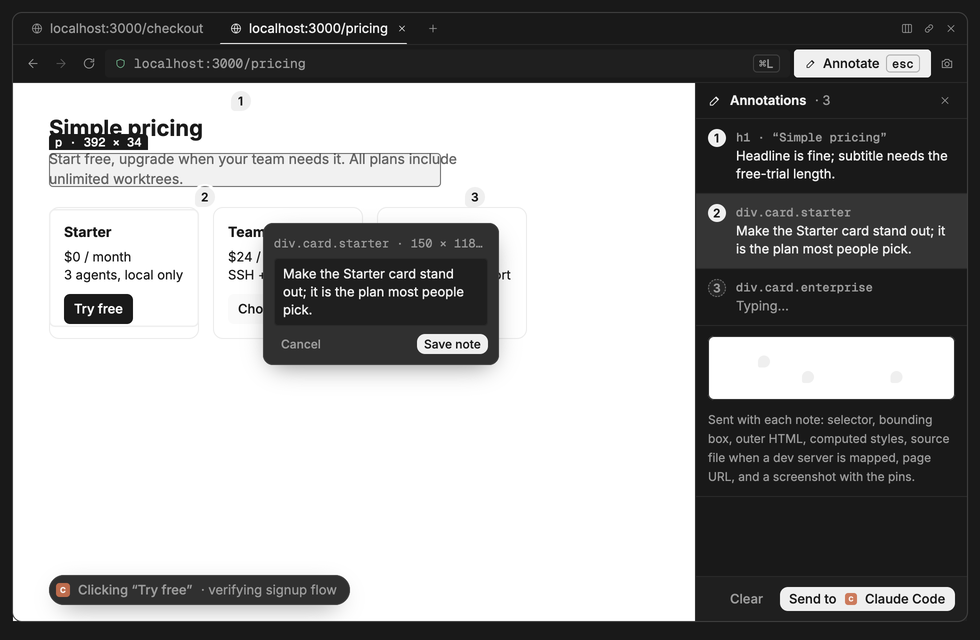 localhost:3000/checkout
localhost:3000/pricing
localhost:3000/pricing
⌘L
Annotate esc
1
Simple pricing
p · 392 × 34
Start free, upgrade when your team needs it. All plans include
unlimited worktrees.
2
3
Starter
$0 / month
3 agents, local only
Try free
Team
$24 /
SSH +
Cho
ort
div.card.starter · 150 × 118…
Make the Starter card stand
out; it is the plan most people
pick.
Cancel
Save note
C Clicking “Try free” · verifying signup flow
Annotations · 3
1 h1 · “Simple pricing”
Headline is fine; subtitle needs the
free-trial length.
2 div.card.starter
Make the Starter card stand out; it
is the plan most people pick.
3 div.card.enterprise
Typing…
Sent with each note: selector, bounding
box, outer HTML, computed styles, source
file when a dev server is mapped, page
URL, and a screenshot with the pins.
Clear
Send to C Claude Code